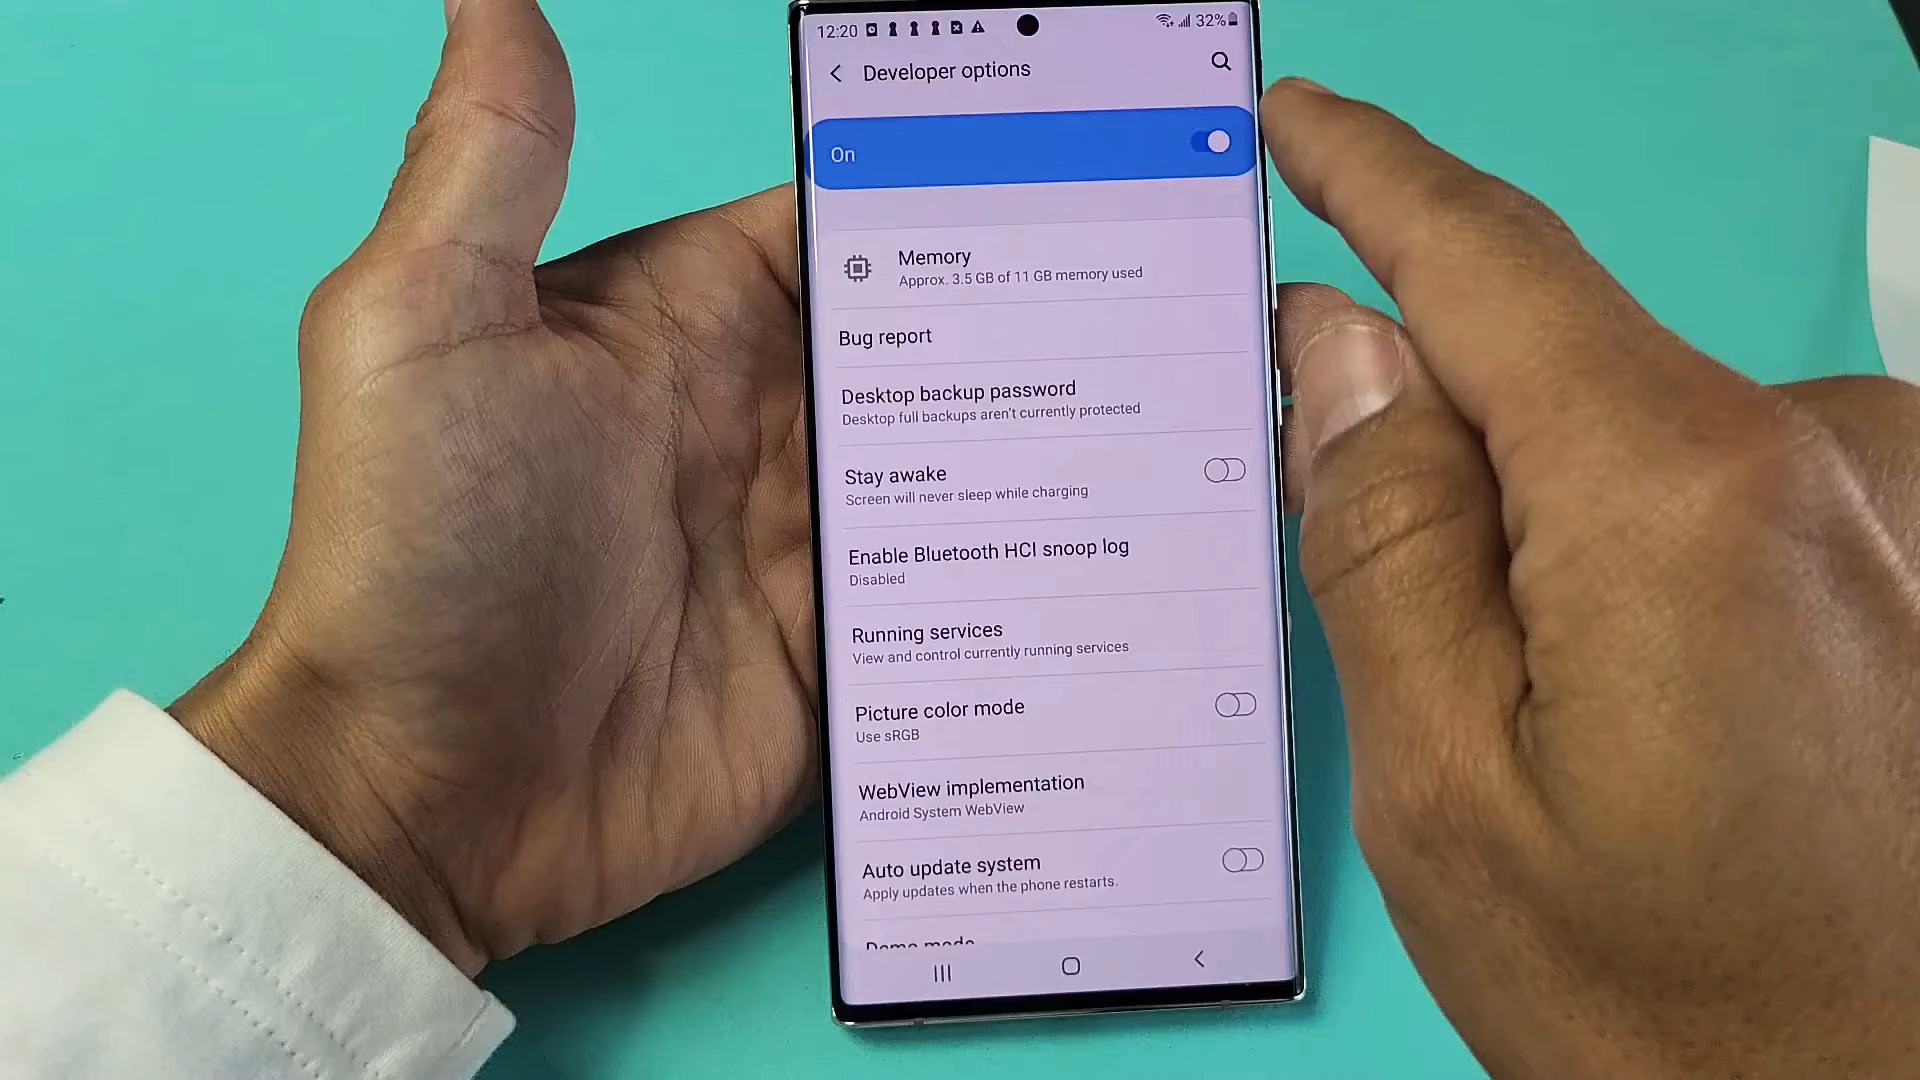 12:20 32%
Developer options
On
Memory
Approx. 3.5 GB of 11 GB memory used
Bug report
Desktop backup password
Desktop full backups aren't currently protected
Stay awake
Screen will never sleep while charging
Enable Bluetooth HCI snoop log
Disabled
Running services
View and control currently running services
Picture color mode
Use sRGB
WebView implementation
Android System WebView
Auto update system
Apply updates when the phone restarts.
Demo mode